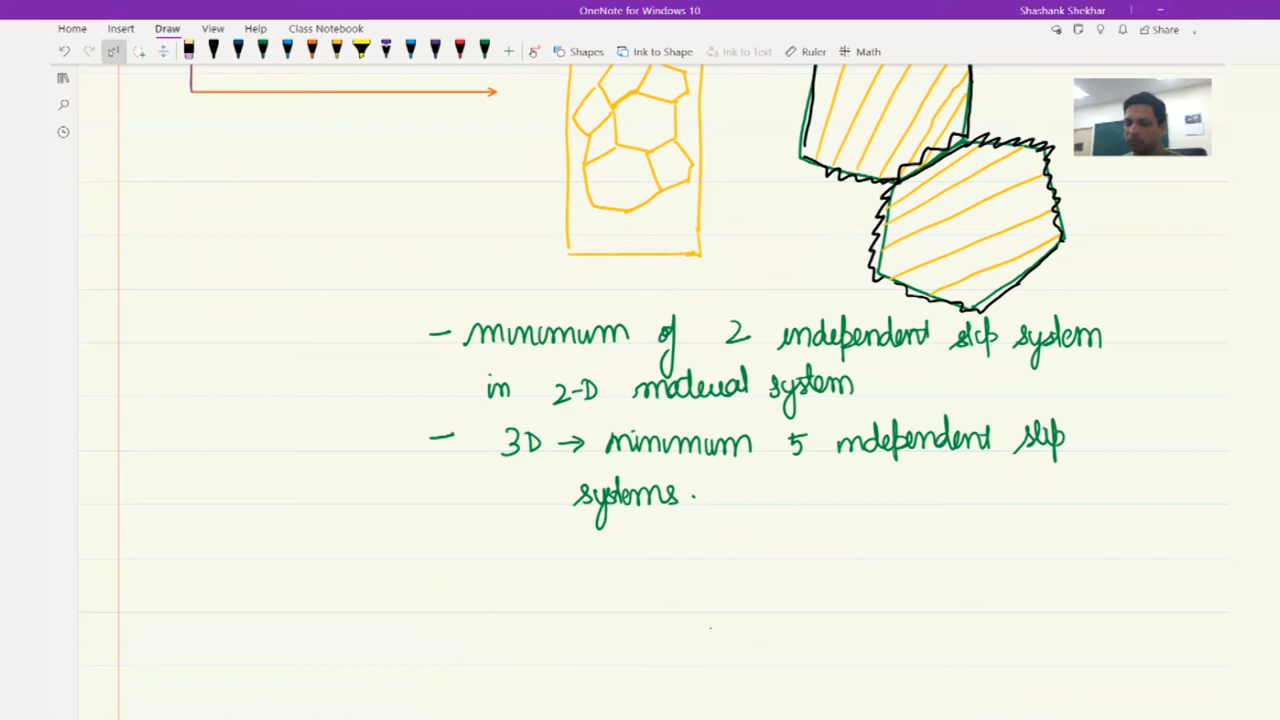 OneNote for Windows 10
Shashank Shekhar
Home Insert Draw View Help Class Notebook
Share
Shapes Ink to Shape Ink to Text Ruler Math
- minimum of 2 independent slip system
in 2-D material system
- 3D → minimum 5 independent slip
systems.